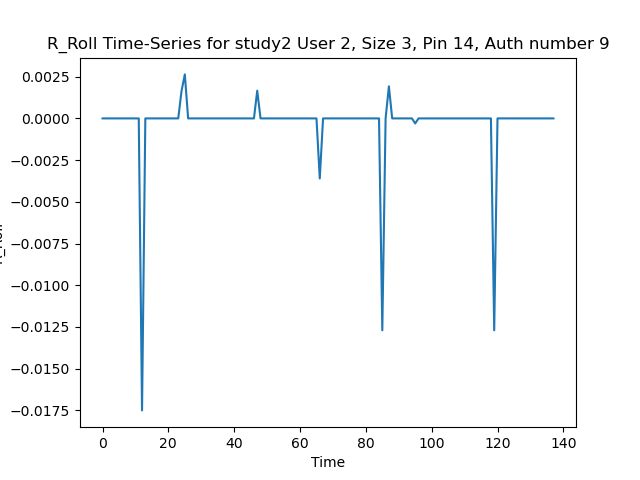 R_Roll Time-Series for study2 User 2, Size 3, Pin 14, Auth number 9
0.0025
0.0000
−0.0025
−0.0050
−0.0075
−0.0100
−0.0125
−0.0150
−0.0175
R_Roll
0 20 40 60 80 100 120 140
Time